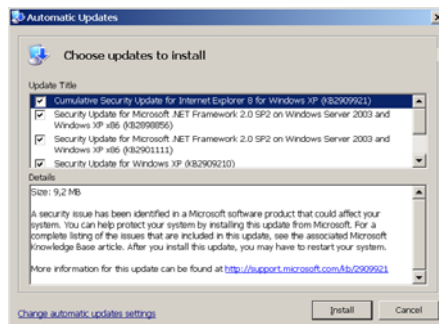 Automatic Updates
Choose updates to install
Update Title
Cumulative Security Update for Internet Explorer 8 for Windows XP (KB2909921)
Security Update for Microsoft .NET Framework 2.0 SP2 on Windows Server 2003 and
Windows XP x86 (KB2898856)
Security Update for Microsoft .NET Framework 2.0 SP2 on Windows Server 2003 and
Windows XP x86 (KB2901111)
Security Update for Windows XP (KB2909210)
Details
Size: 9,2 MB
A security issue has been identified in a Microsoft software product that could affect your
system. You can help protect your system by installing this update from Microsoft. For a
complete listing of the issues that are included in this update, see the associated Microsoft
Knowledge Base article. After you install this update, you may have to restart your system.
More information for this update can be found at http://support.microsoft.com/kb/2909921
Change automatic updates settings
Install
Cancel